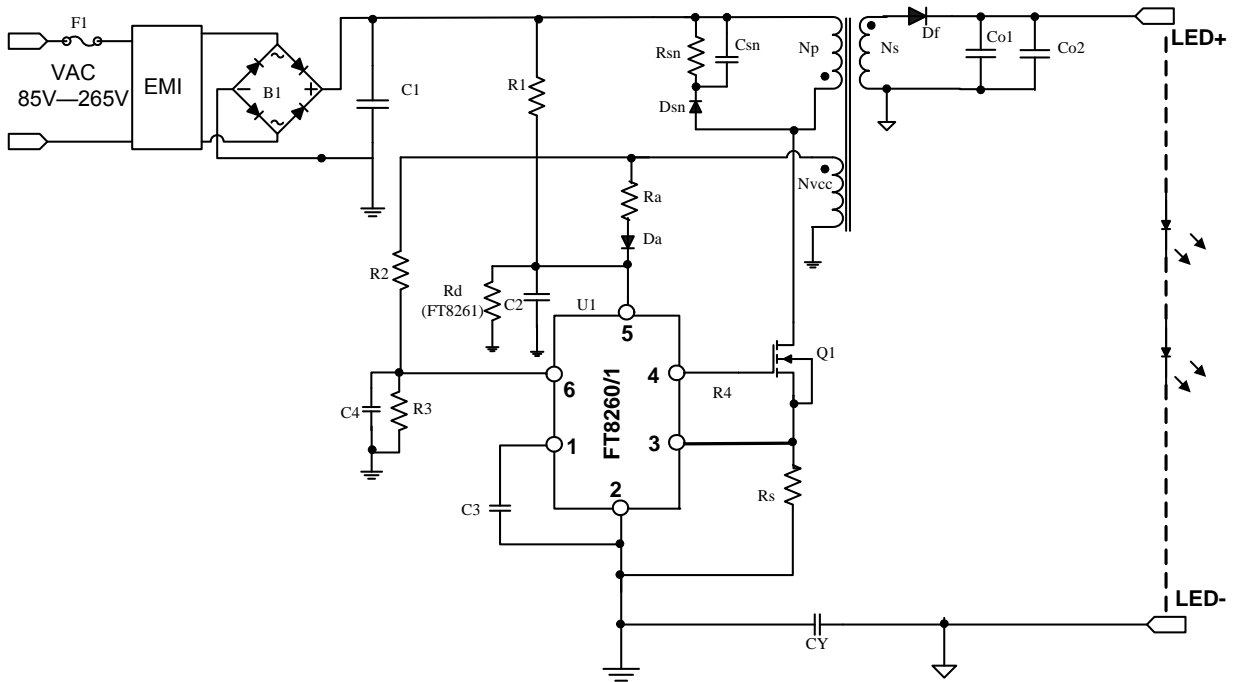 F1
VAC
85V—265V
EMI
B1
C1
R1
Rsn
Csn
Dsn
Np
Ns
Df
Co1
Co2
LED+
Nvcc
Ra
Da
R2
Rd
(FT8261)
C2
U1
5
6
4
R4
Q1
C4
R3
1
FT8260/1
3
2
C3
Rs
LED-
CY